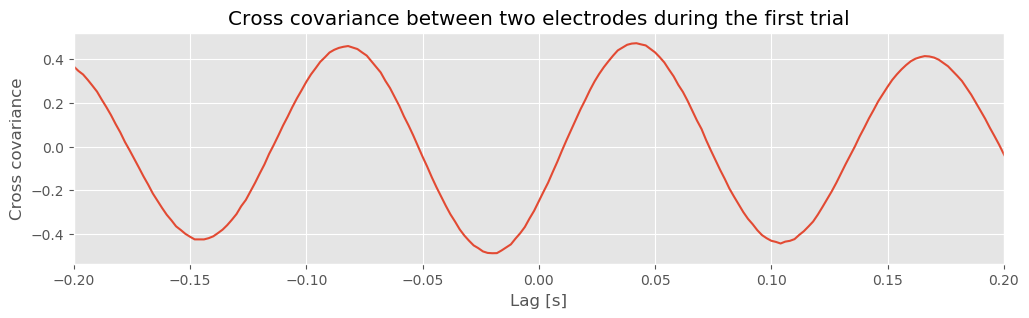 Cross covariance between two electrodes during the first trial
Cross covariance
0.4
0.2
0.0
−0.2
−0.4
−0.20 −0.15 −0.10 −0.05 0.00 0.05 0.10 0.15 0.20
Lag [s]